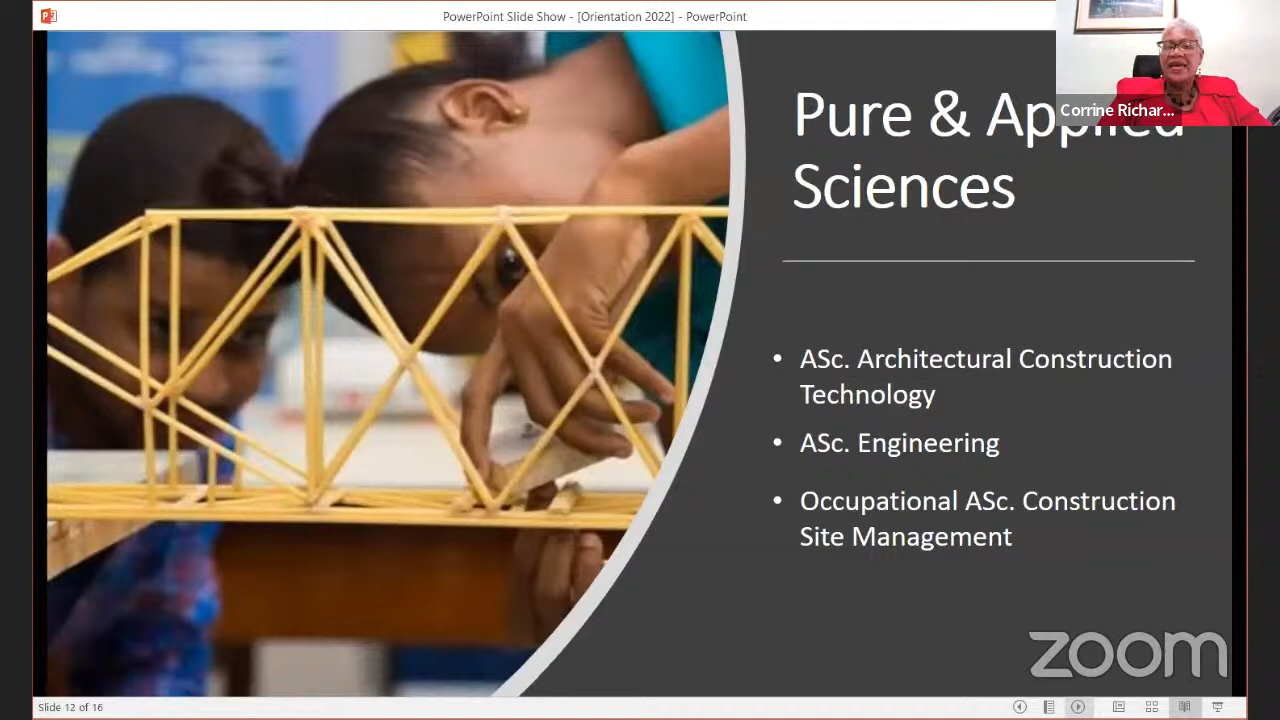 PowerPoint Slide Show - [Orientation 2022] - PowerPoint
Corrine Richar...
Pure & Applied
Sciences
• ASc. Architectural Construction
Technology
• ASc. Engineering
• Occupational ASc. Construction
Site Management
zoom
Slide 12 of 16